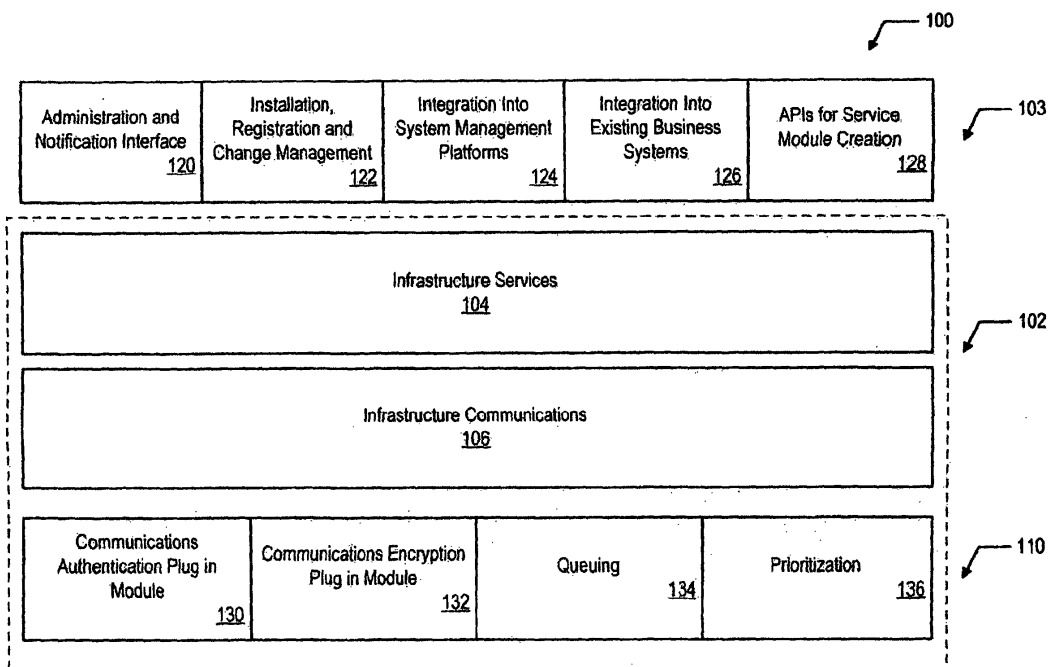 100
Administration and
Notification Interface
120
Installation,
Registration and
Change Management
122
Integration Into
System Management
Platforms
124
Integration Into
Existing Business
Systems
126
APIs for Service
Module Creation
128
103
Infrastructure Services
104
102
Infrastructure Communications
106
Communications
Authentication Plug in
Module
130
Communications Encryption
Plug in Module
132
Queuing
134
Prioritization
136
110